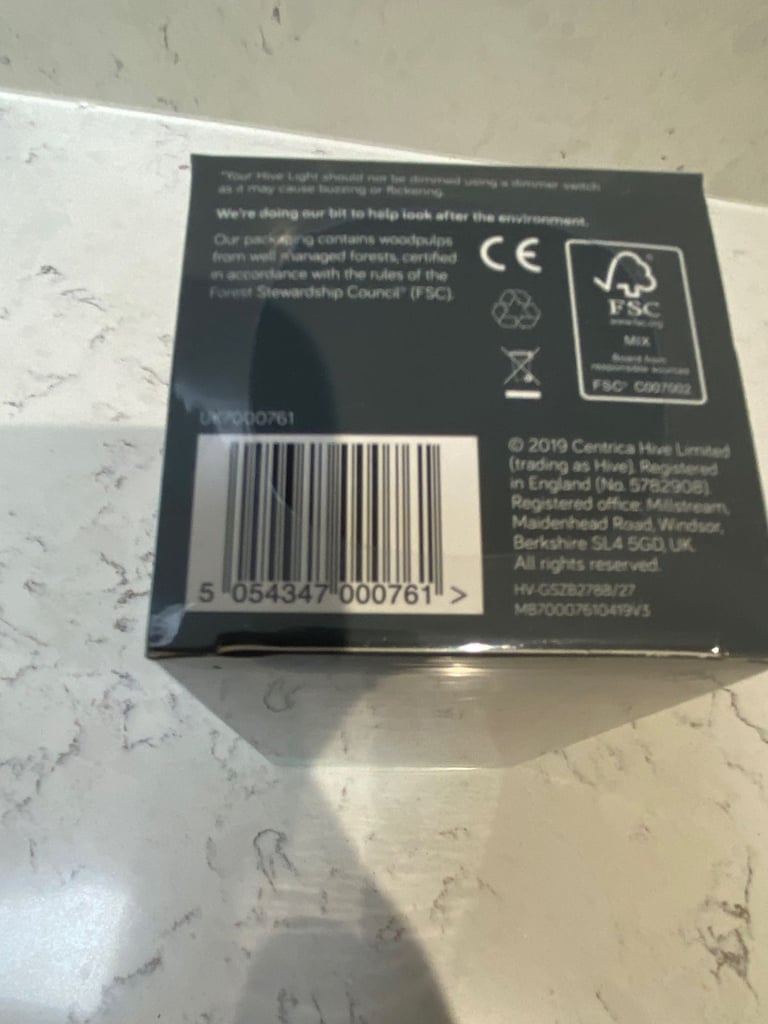 *Your Hive Light should not be dimmed using a dimmer switch
as it may cause buzzing or flickering.
We're doing our bit to help look after the environment.
Our packaging contains woodpulps
from well managed forests, certified
in accordance with the rules of the
Forest Stewardship Council® (FSC).
CE
®
FSC
www.fsc.org
MIX
Board from
responsible sources
FSC® C007002
UK7000761
5 054347 000761 >
© 2019 Centrica Hive Limited
(trading as Hive). Registered
in England (No. 5782908).
Registered office: Millstream,
Maidenhead Road, Windsor,
Berkshire SL4 5GD, UK.
All rights reserved.
HV-GSZB27BB/27
MB70007610419V3